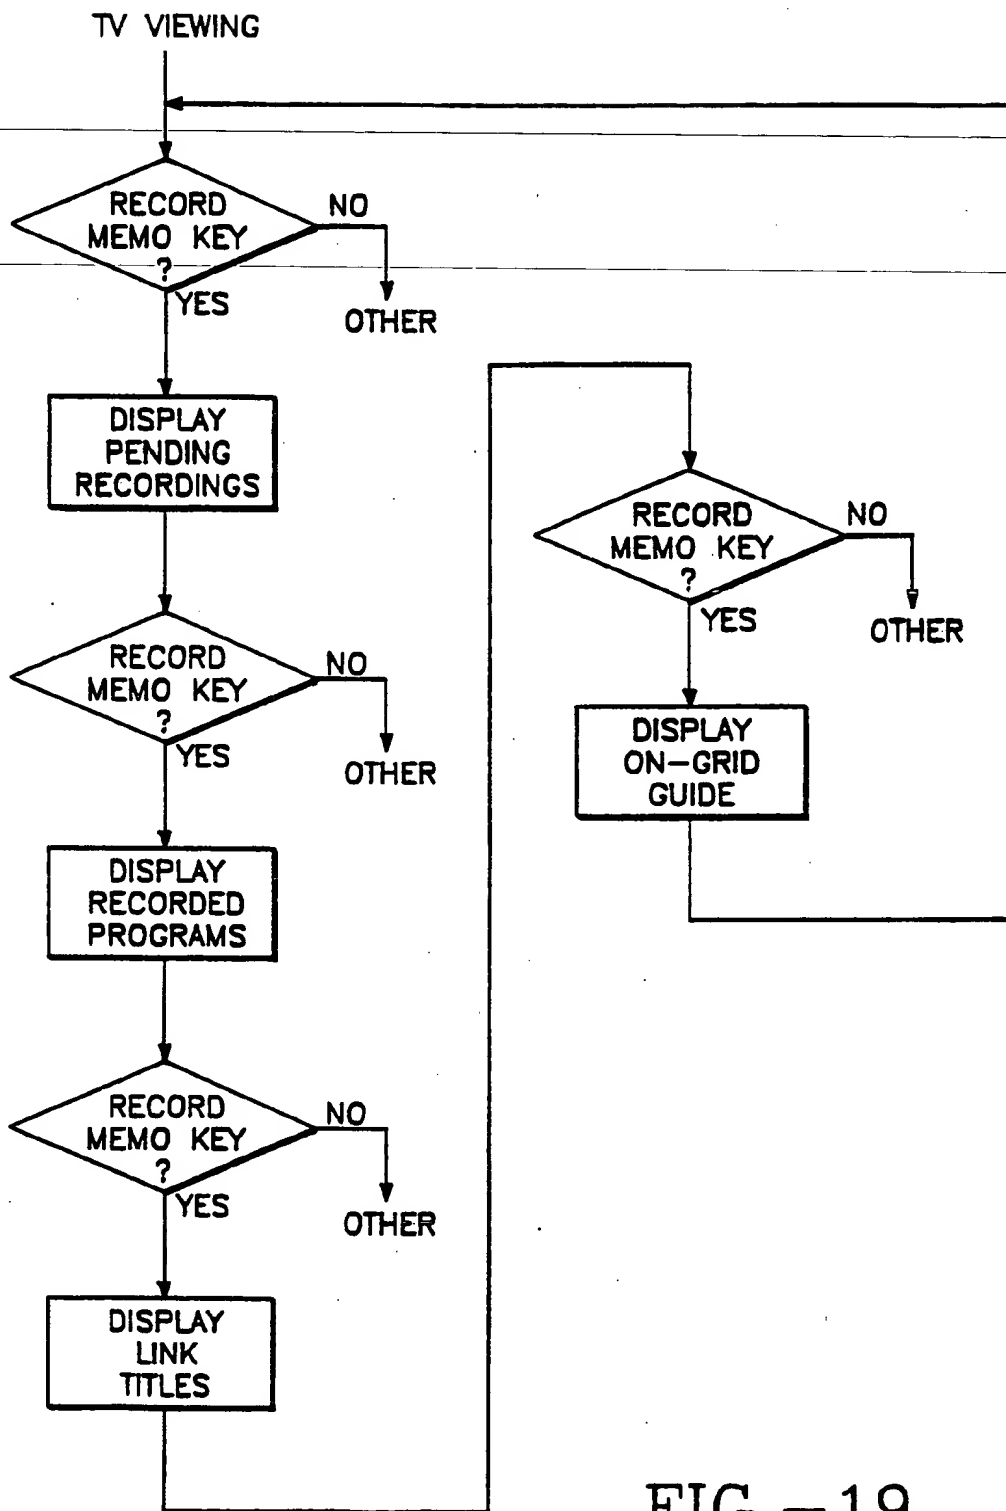 TV VIEWING
RECORD
MEMO KEY
?
NO
YES
OTHER
DISPLAY
PENDING
RECORDINGS
RECORD
MEMO KEY
?
NO
YES
OTHER
DISPLAY
RECORDED
PROGRAMS
RECORD
MEMO KEY
?
NO
YES
OTHER
DISPLAY
LINK
TITLES
RECORD
MEMO KEY
?
NO
YES
OTHER
DISPLAY
ON-GRID
GUIDE
FIG.-19